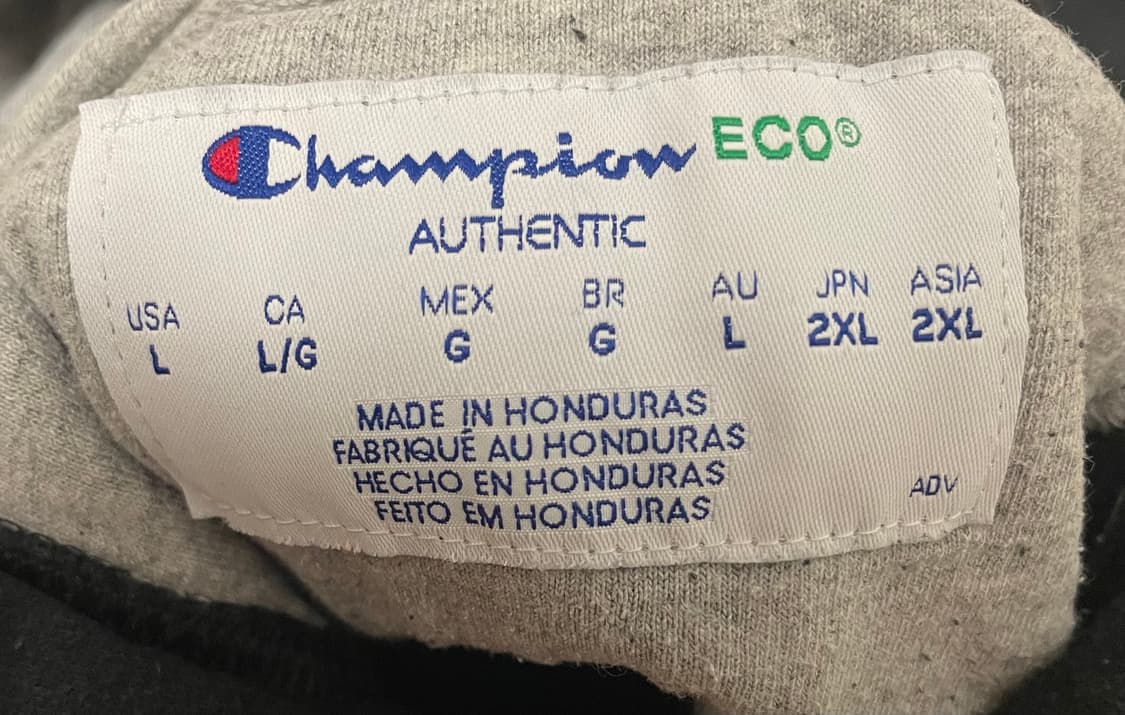 Champion ECO®
AUTHENTIC
USA CA MEX BR AU JPN ASIA
L L/G G G L 2XL 2XL
MADE IN HONDURAS
FABRIQUÉ AU HONDURAS
HECHO EN HONDURAS
FEITO EM HONDURAS
ADV